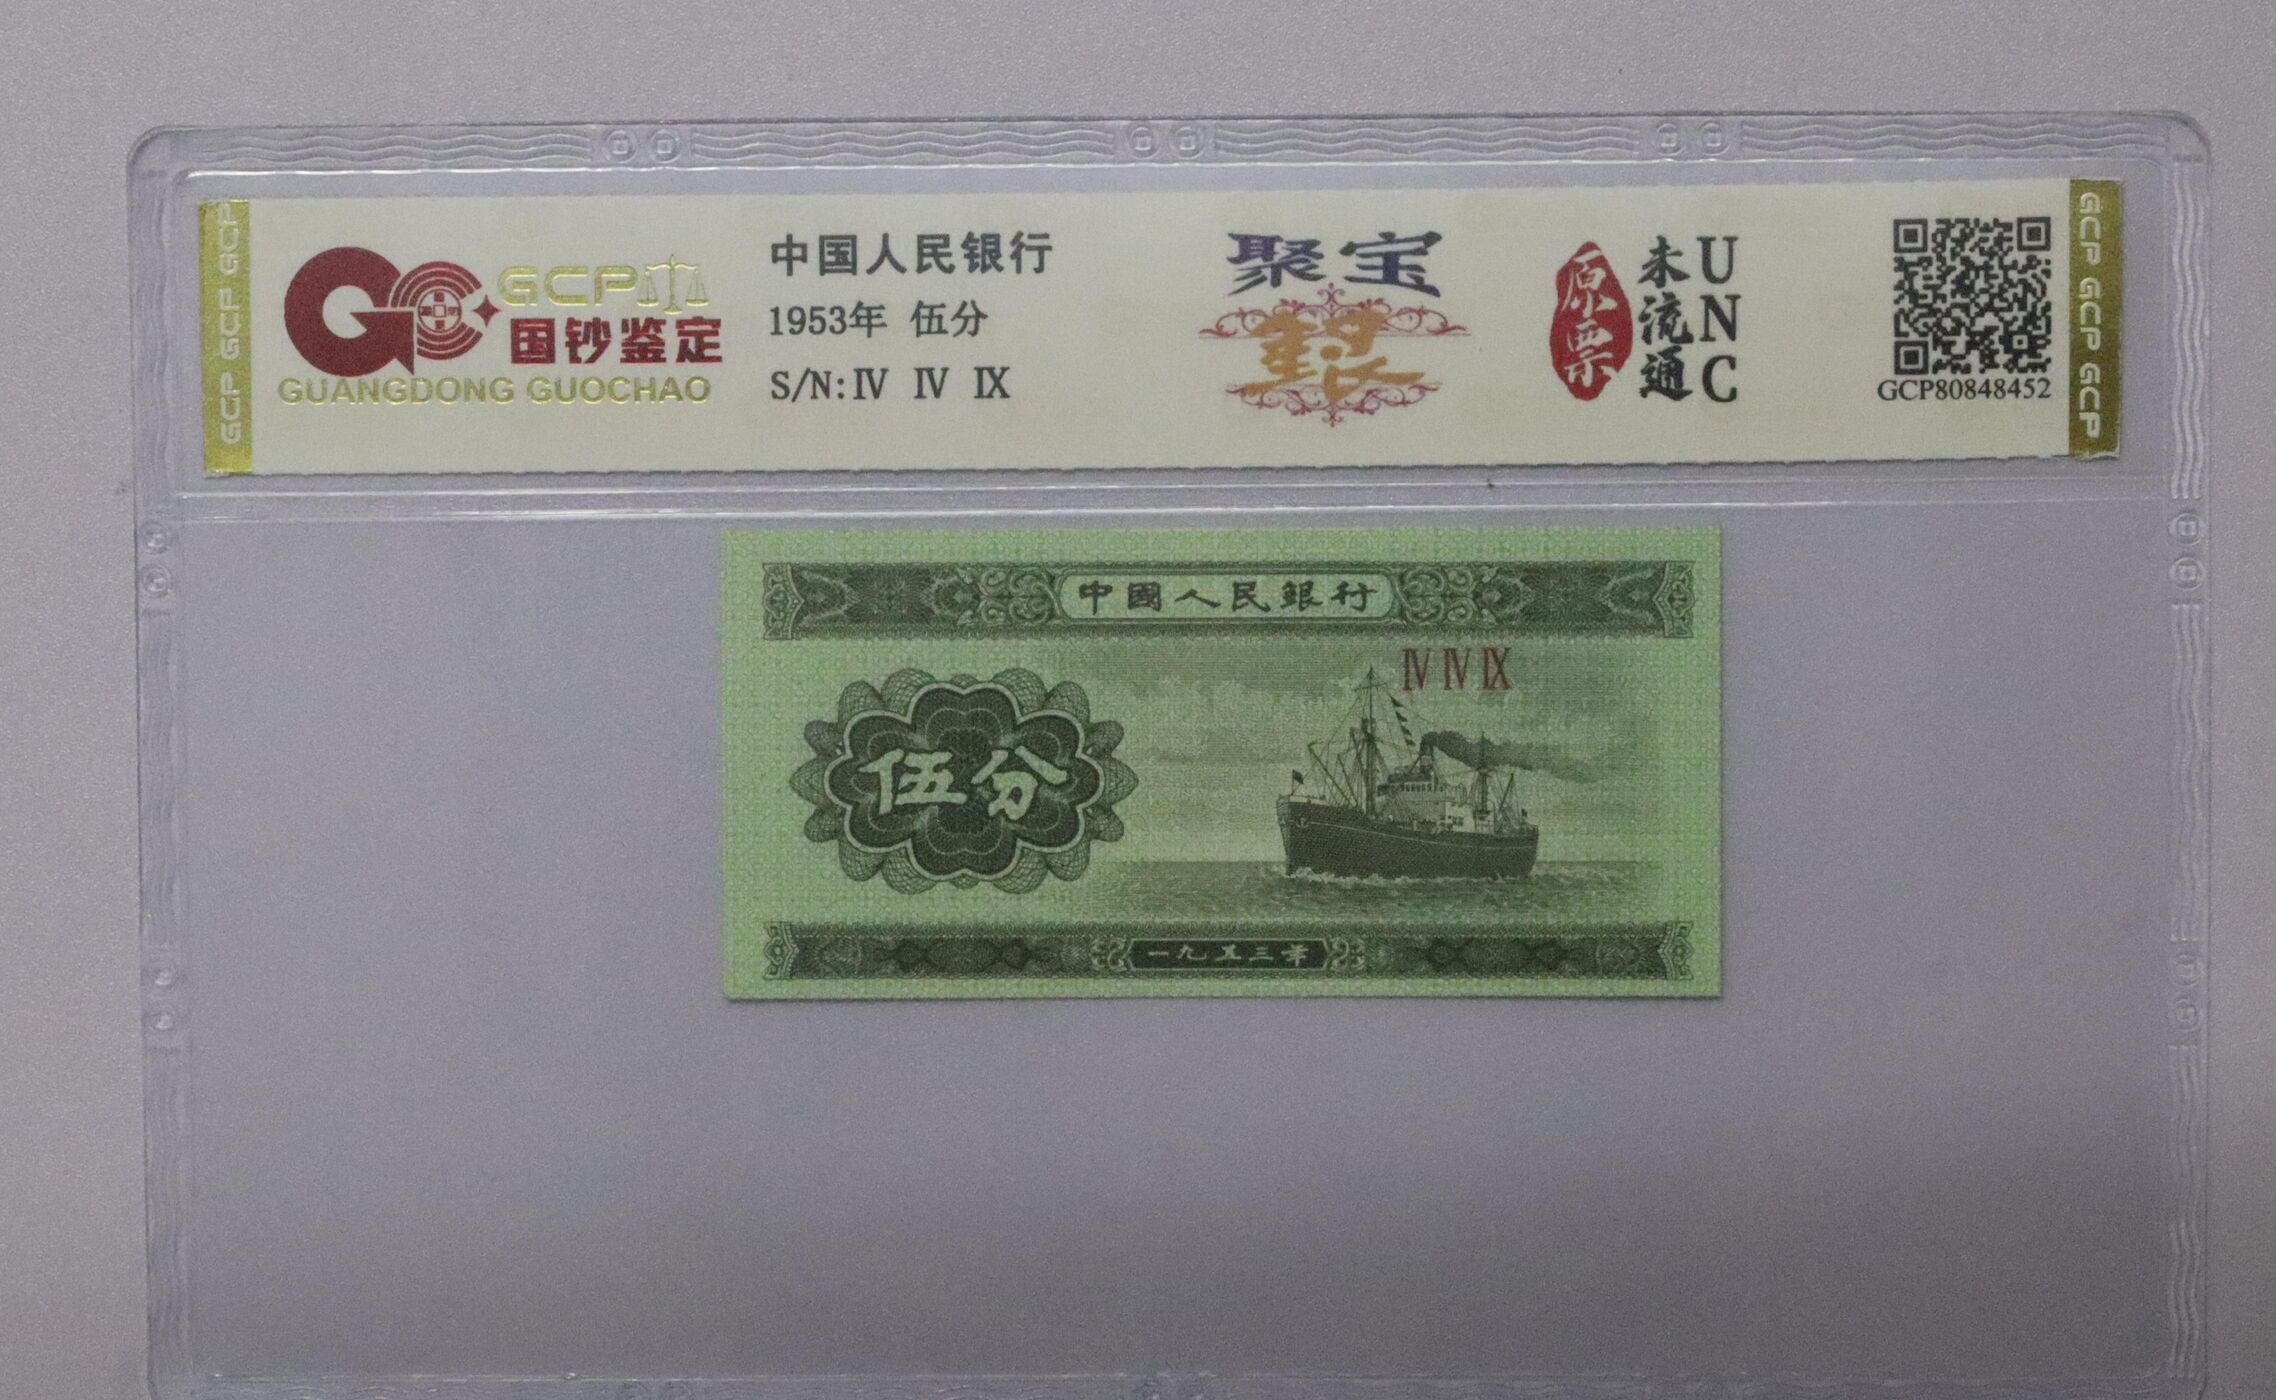 GCP GCP GCP
GCP
国钞鉴定
GUANGDONG GUOCHAO
中国人民银行
1953年 伍分
S/N: Ⅳ Ⅳ Ⅸ
聚宝
原票
未流通
UNC
GCP80848452
GCP GCP GCP
中國人民銀行
Ⅳ Ⅳ Ⅸ
伍分
一九五三年